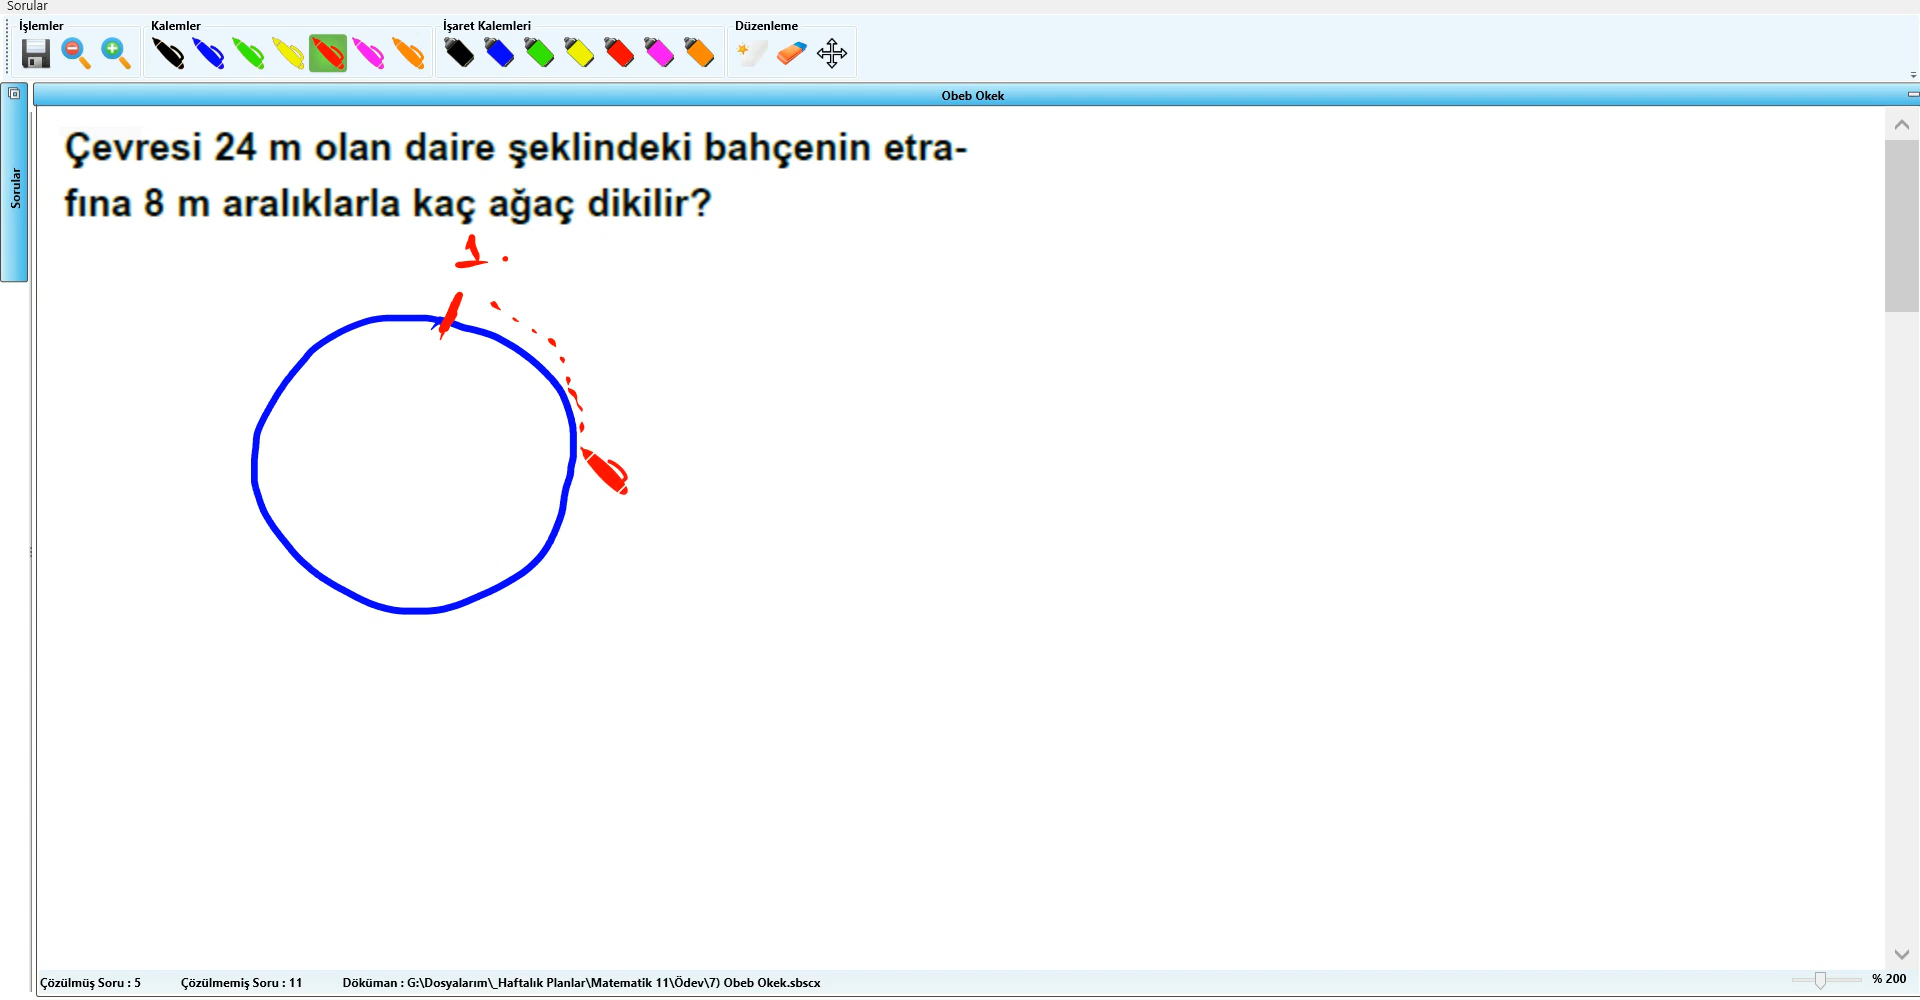 Sorular
İşlemler Kalemler İşaret Kalemleri Düzenleme
Obeb Okek
Sorular
Çevresi 24 m olan daire şeklindeki bahçenin etra-
fına 8 m aralıklarla kaç ağaç dikilir?
1.
Çözülmüş Soru : 5 Çözülmemiş Soru : 11 Döküman : G:\Dosyalarım\_Haftalık Planlar\Matematik 11\Ödev\7) Obeb Okek.sbscx % 200